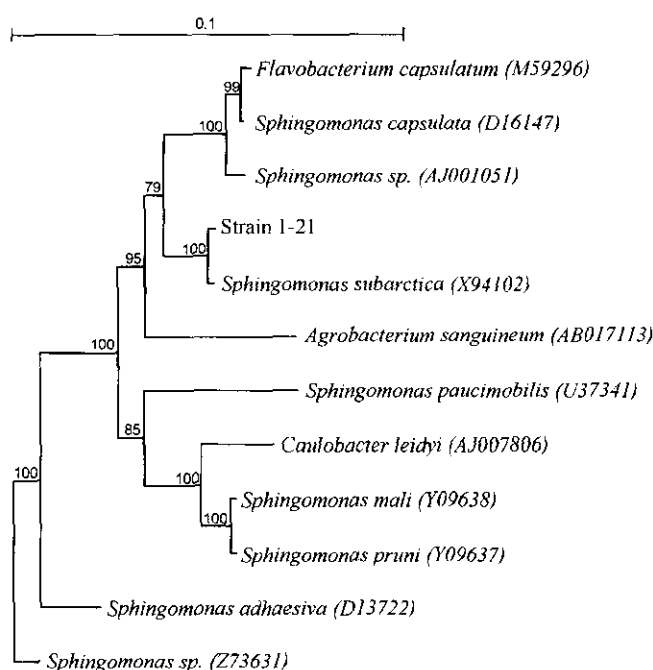 0.1
Flavobacterium capsulatum (M59296)
99
Sphingomonas capsulata (D16147)
100
Sphingomonas sp. (AJ001051)
79
Strain 1-21
100
Sphingomonas subarctica (X94102)
95
Agrobacterium sanguineum (AB017113)
100
Sphingomonas paucimobilis (U37341)
85
Caulobacter leidyi (AJ007806)
100
Sphingomonas mali (Y09638)
100
Sphingomonas pruni (Y09637)
100
Sphingomonas adhaesiva (D13722)
Sphingomonas sp. (Z73631)